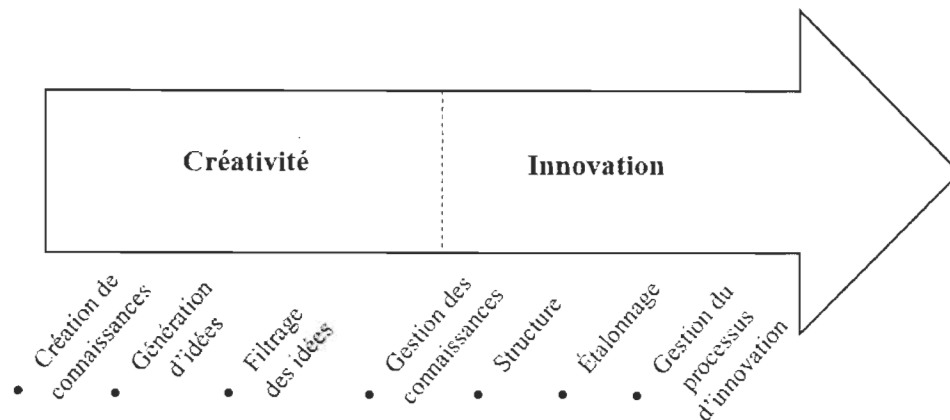 Créativité
Innovation
• Création de
connaissances
• Génération
d'idées
• Filtrage
des idées
• Gestion des
connaissances
• Structure
• Étalonnage
• Gestion du
processus
d'innovation